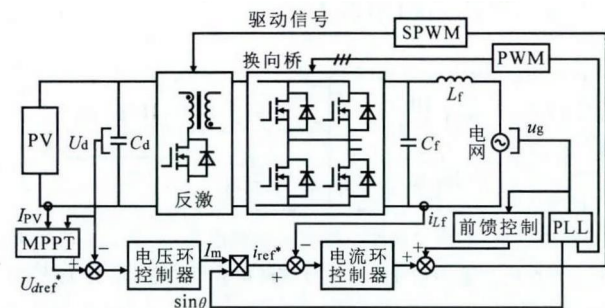 驱动信号
SPWM
换向桥
PWM
PV
U_d
C_d
反激
C_f
L_f
电网
u_g
I_PV
MPPT
U_dref*
+
−
电压环控制器
I_m
i_ref*
+
−
i_Lf
电流环控制器
+
+
前馈控制
PLL
sinθ